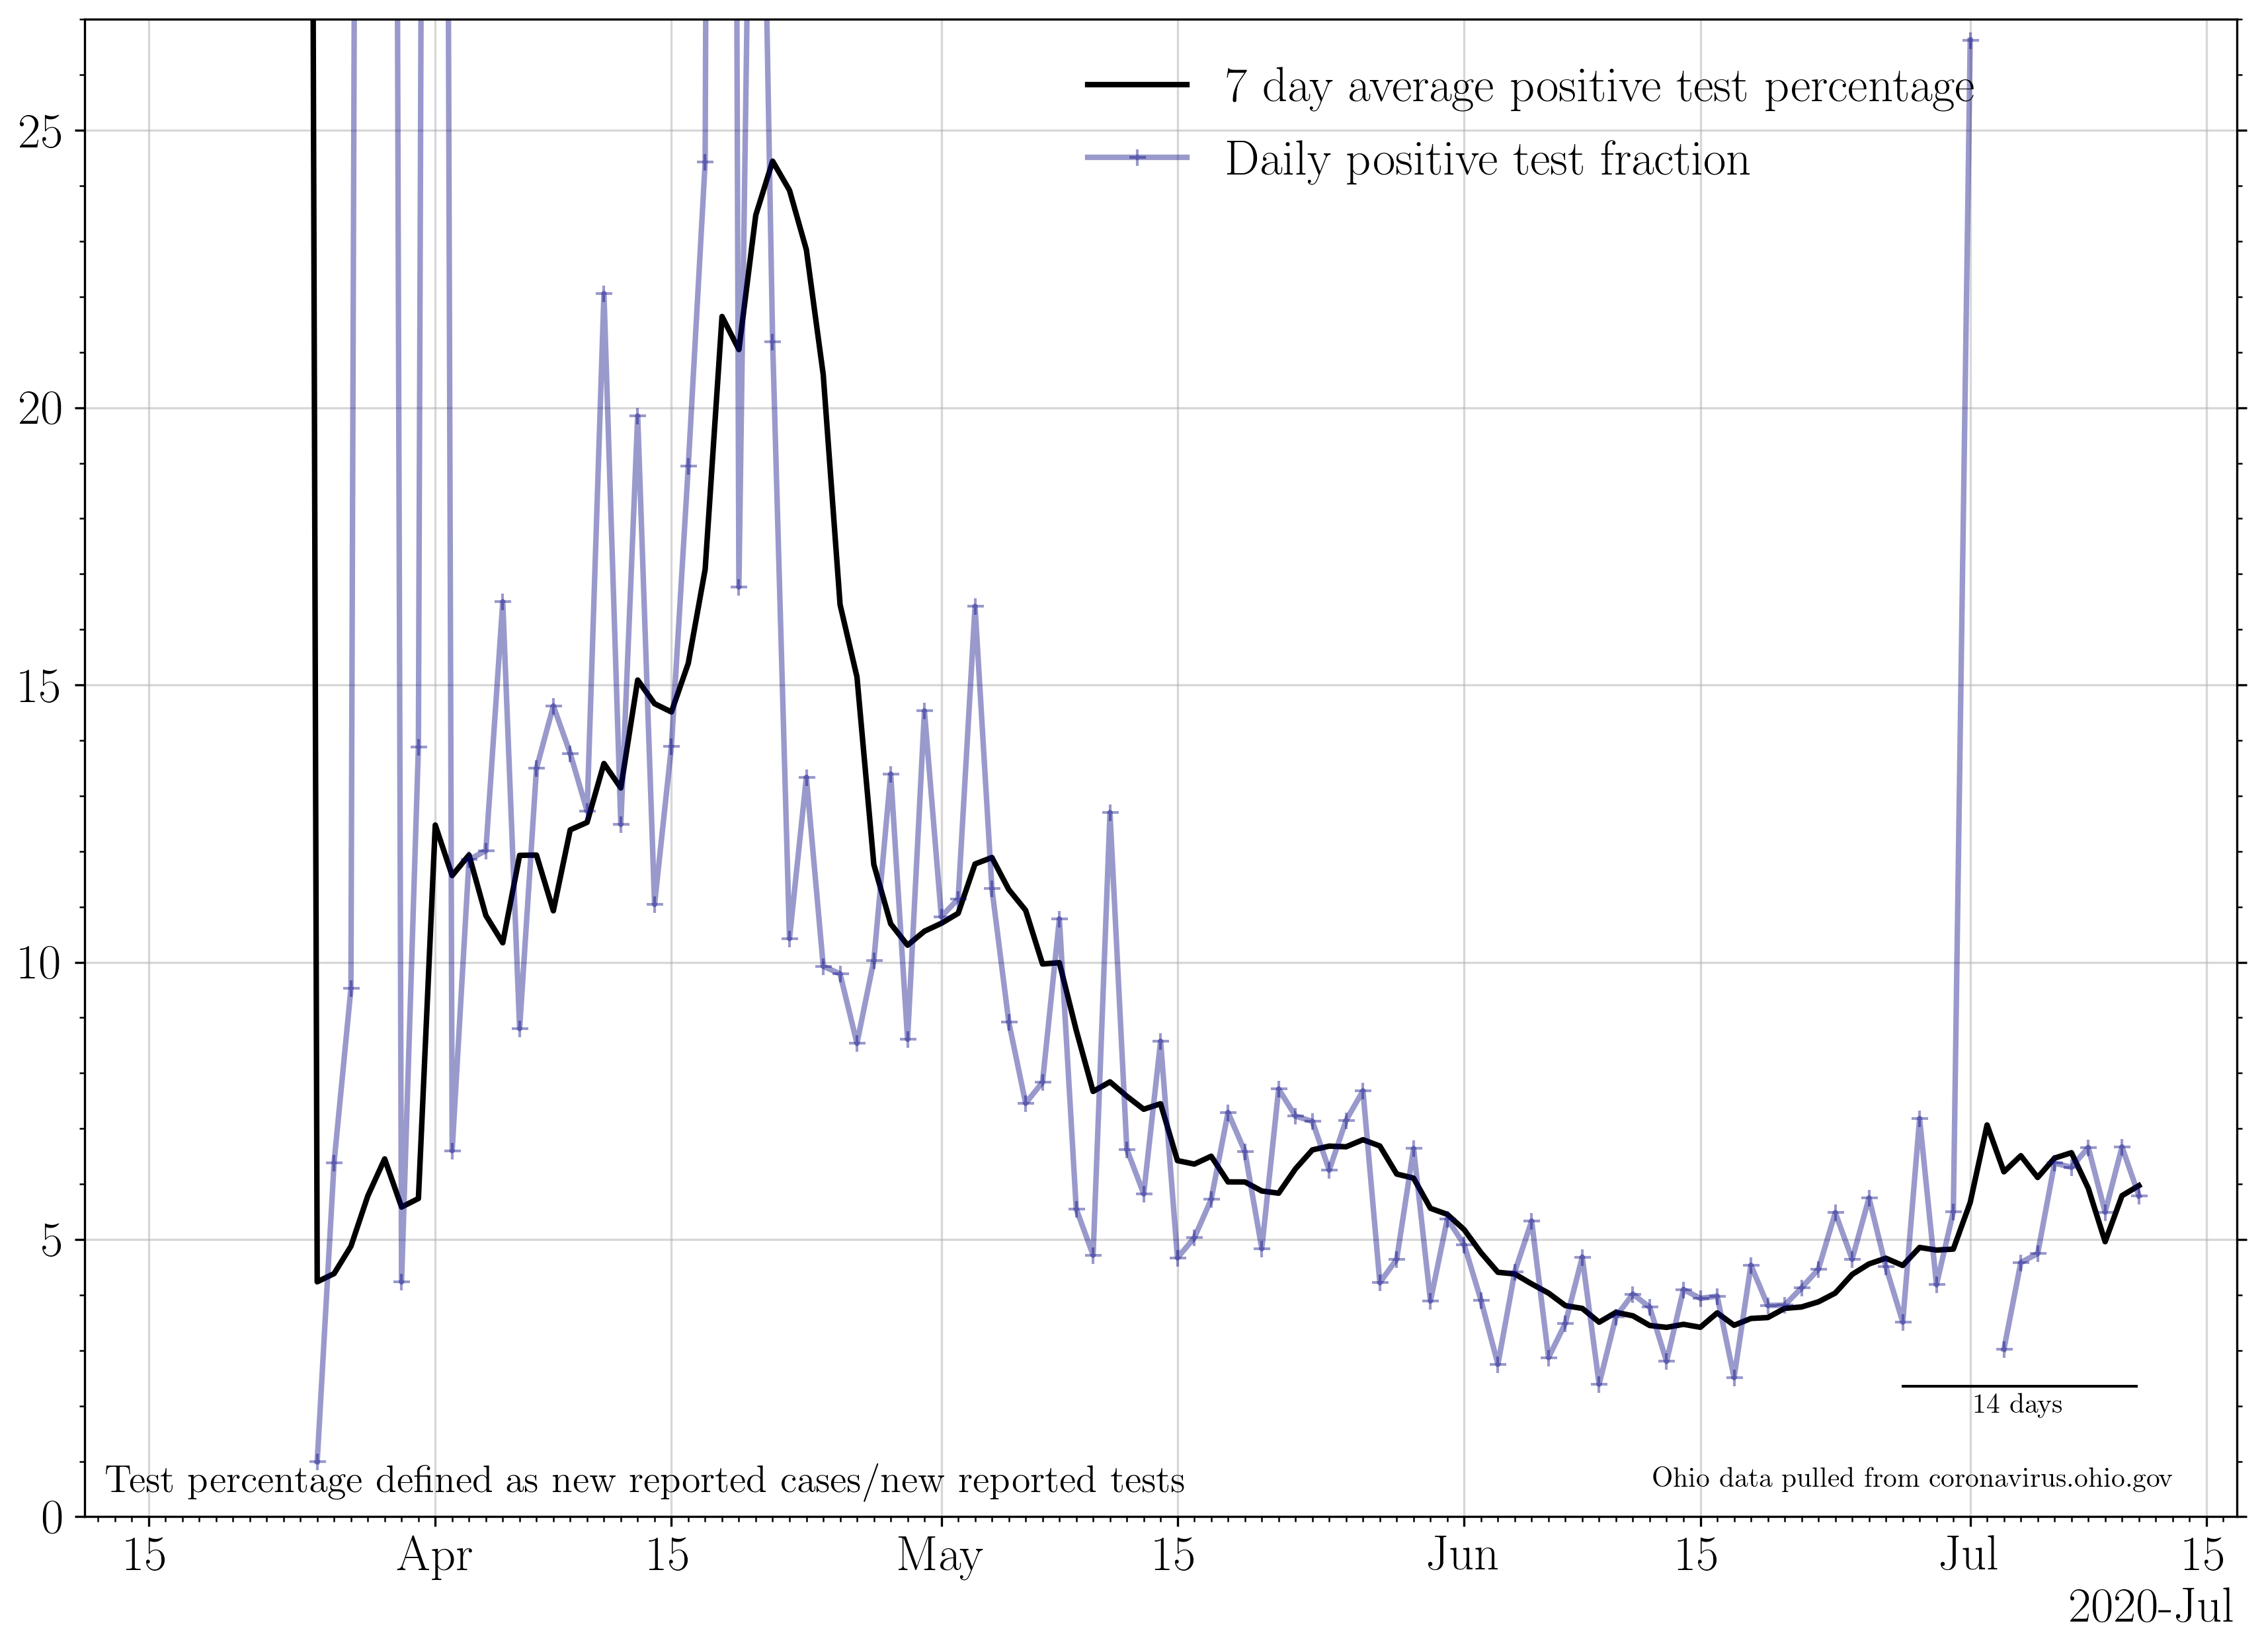 7 day average positive test percentage
Daily positive test fraction
25
20
15
10
5
0
14 days
Test percentage defined as new reported cases/new reported tests
Ohio data pulled from coronavirus.ohio.gov
15 Apr 15 May 15 Jun 15 Jul 15
2020-Jul